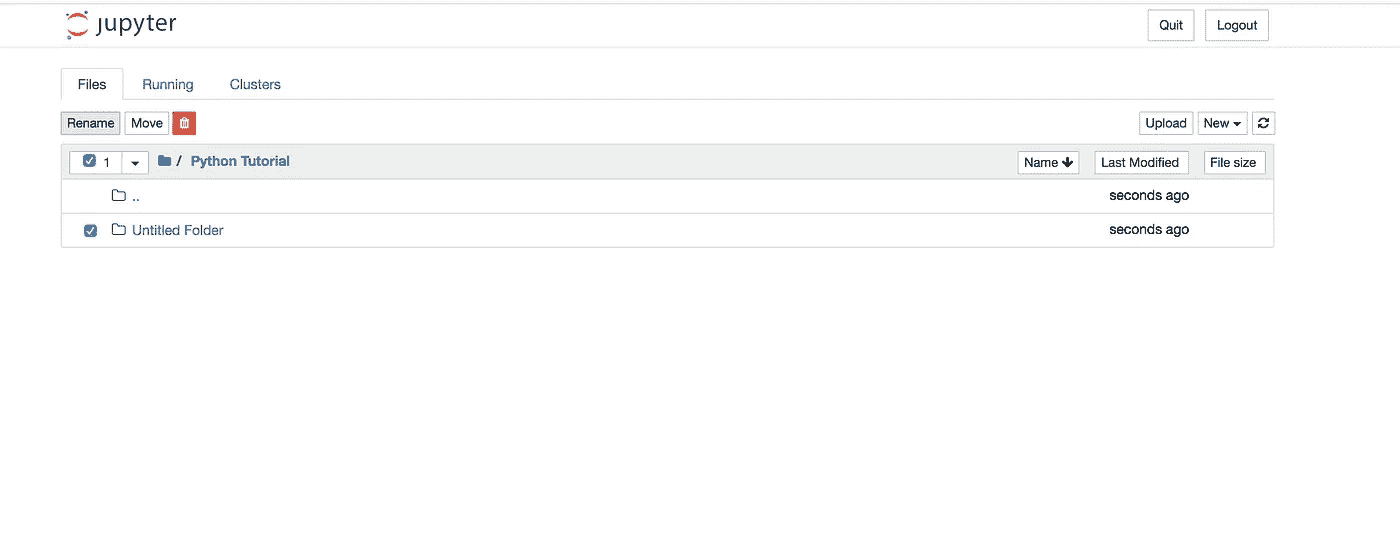 jupyter Quit Logout
Files Running Clusters
Rename Move Upload New
1 / Python Tutorial Name Last Modified File size
.. seconds ago
Untitled Folder seconds ago